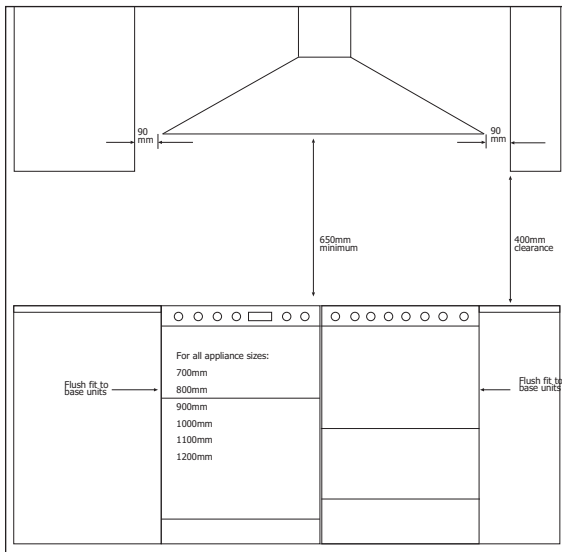 90
mm
90
mm
650mm
minimum
400mm
clearance
For all appliance sizes:
700mm
800mm
900mm
1000mm
1100mm
1200mm
Flush fit to
base units
Flush fit to
base units